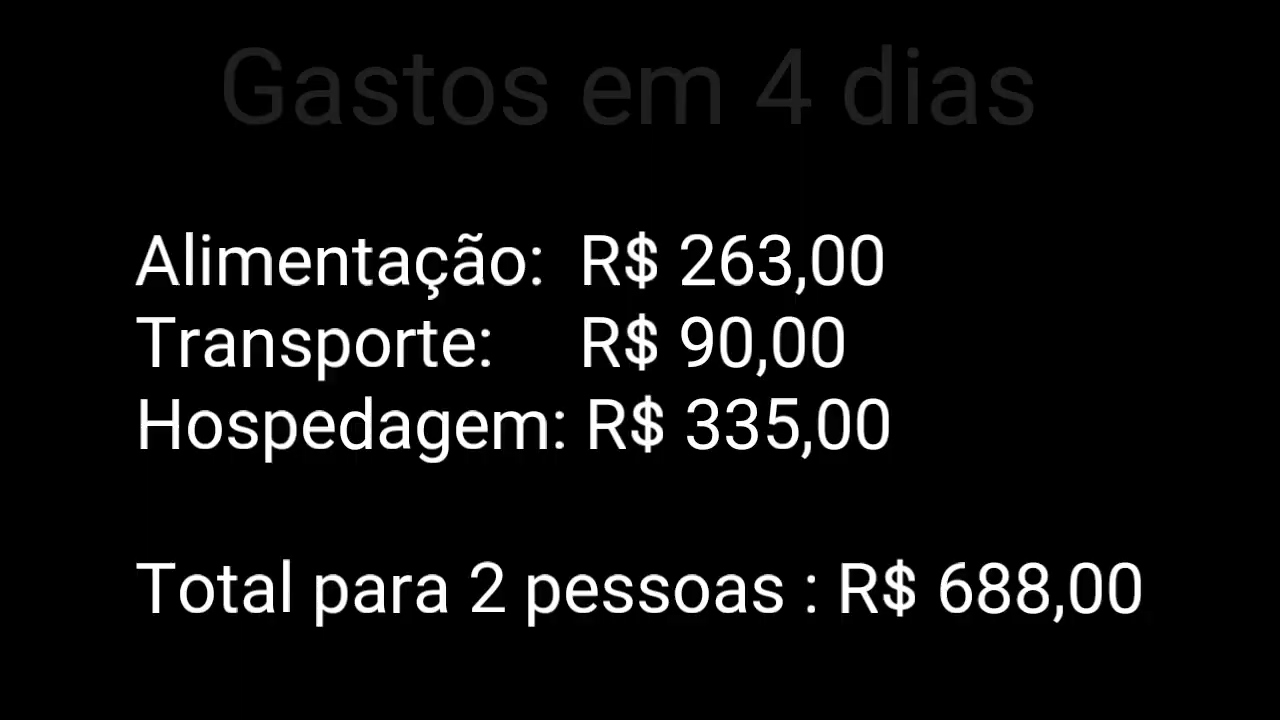 Gastos em 4 dias
Alimentação: R$ 263,00
Transporte: R$ 90,00
Hospedagem: R$ 335,00
Total para 2 pessoas : R$ 688,00